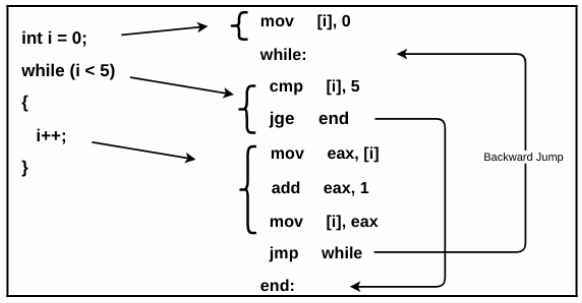 int i = 0;
while (i < 5)
{
i++;
}
mov [i], 0
while:
cmp [i], 5
jge end
mov eax, [i]
add eax, 1
mov [i], eax
jmp while
end:
Backward Jump